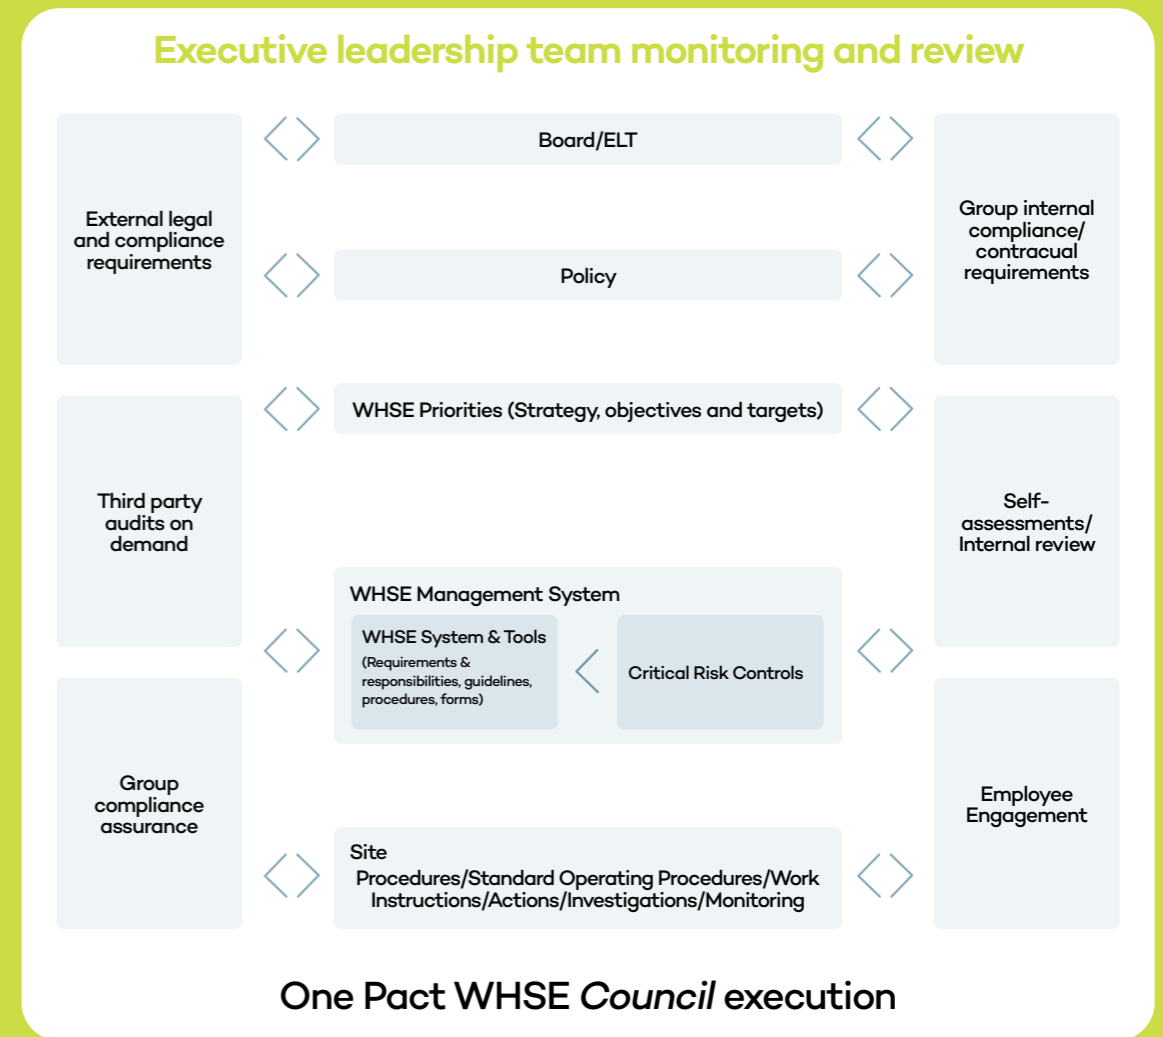 Executive leadership team monitoring and review
External legal
and compliance
requirements
Board/ELT
Group internal
compliance/
contracual
requirements
Policy
WHSE Priorities (Strategy, objectives and targets)
Third party
audits on
demand
Self-
assessments/
Internal review
WHSE Management System
WHSE System & Tools
(Requirements &
responsibilities, guidelines,
procedures, forms)
Critical Risk Controls
Group
compliance
assurance
Employee
Engagement
Site
Procedures/Standard Operating Procedures/Work
Instructions/Actions/Investigations/Monitoring
One Pact WHSE Council execution